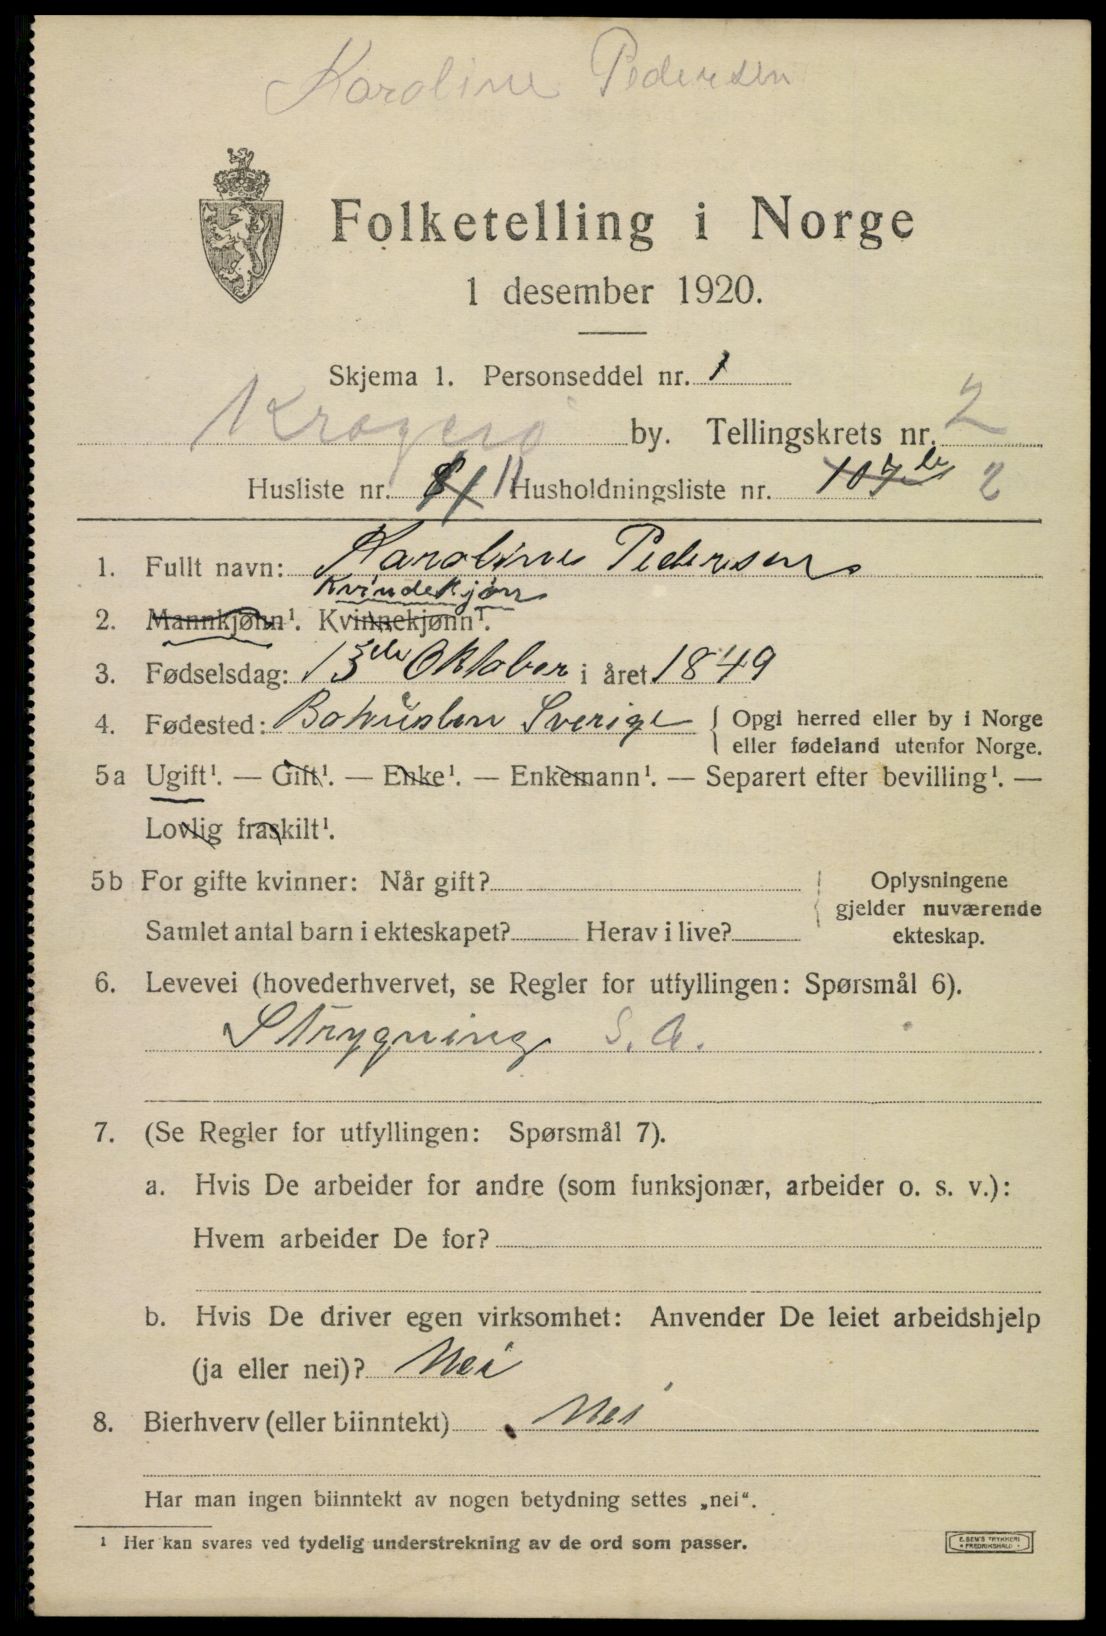 Karoline Pedersen
Folketelling i Norge
1 desember 1920.
Skjema 1. Personseddel nr. 1
Kragerø by. Tellingskrets nr. 2
Husliste nr. 11 Husholdningsliste nr. 107de 2
1. Fullt navn: Karoline Pedersen
Kvindekjøn
2. Mannkjønn¹. Kvinnekjønn¹.
3. Fødselsdag: 13de Oktober i året 1849
4. Fødested: Bohuslen Sverige { Opgi herred eller by i Norge
eller fødeland utenfor Norge.
5a Ugift¹. — Gift¹. — Enke¹. — Enkemann¹. — Separert efter bevilling¹. —
Lovlig fraskilt¹.
5b For gifte kvinner: Når gift? { Oplysningene
gjelder nuværende
Samlet antal barn i ekteskapet? Herav i live? ekteskap.
6. Levevei (hovederhvervet, se Regler for utfyllingen: Spørsmål 6).
Strygning S. A.
7. (Se Regler for utfyllingen: Spørsmål 7).
a. Hvis De arbeider for andre (som funksjonær, arbeider o. s. v.):
Hvem arbeider De for?
b. Hvis De driver egen virksomhet: Anvender De leiet arbeidshjelp
(ja eller nei)? Nei
8. Bierhverv (eller biinntekt) Nei
Har man ingen biinntekt av nogen betydning settes „nei“.
¹ Her kan svares ved tydelig understrekning av de ord som passer.
E. SEM'S TRYKKERI
FREDRIKSHALD